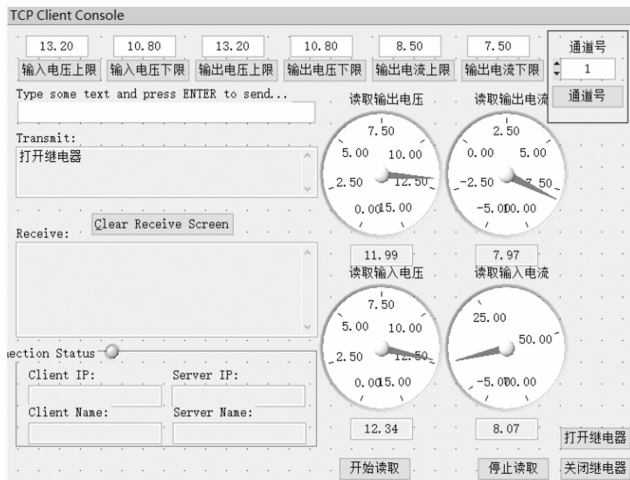 TCP Client Console
13.20 10.80 13.20 10.80 8.50 7.50 通道号
输入电压上限 输入电压下限 输出电压上限 输出电压下限 输出电流上限 输出电流下限 1
通道号
Type some text and press ENTER to send...
读取输出电压 读取输出电流
Transmit:
打开继电器
7.50 2.50
5.00 10.00 0.00 5.00
2.50 12.50 -2.50 7.50
0.00 15.00 -5.00 10.00
Clear Receive Screen
Receive:
11.99 7.97
读取输入电压 读取输入电流
7.50 25.00
5.00 10.00 50.00
2.50 12.50
0.00 15.00 -5.00
nection Status
Client IP: Server IP:
Client Name: Server Name:
12.34 8.07
打开继电器
开始读取 停止读取 关闭继电器